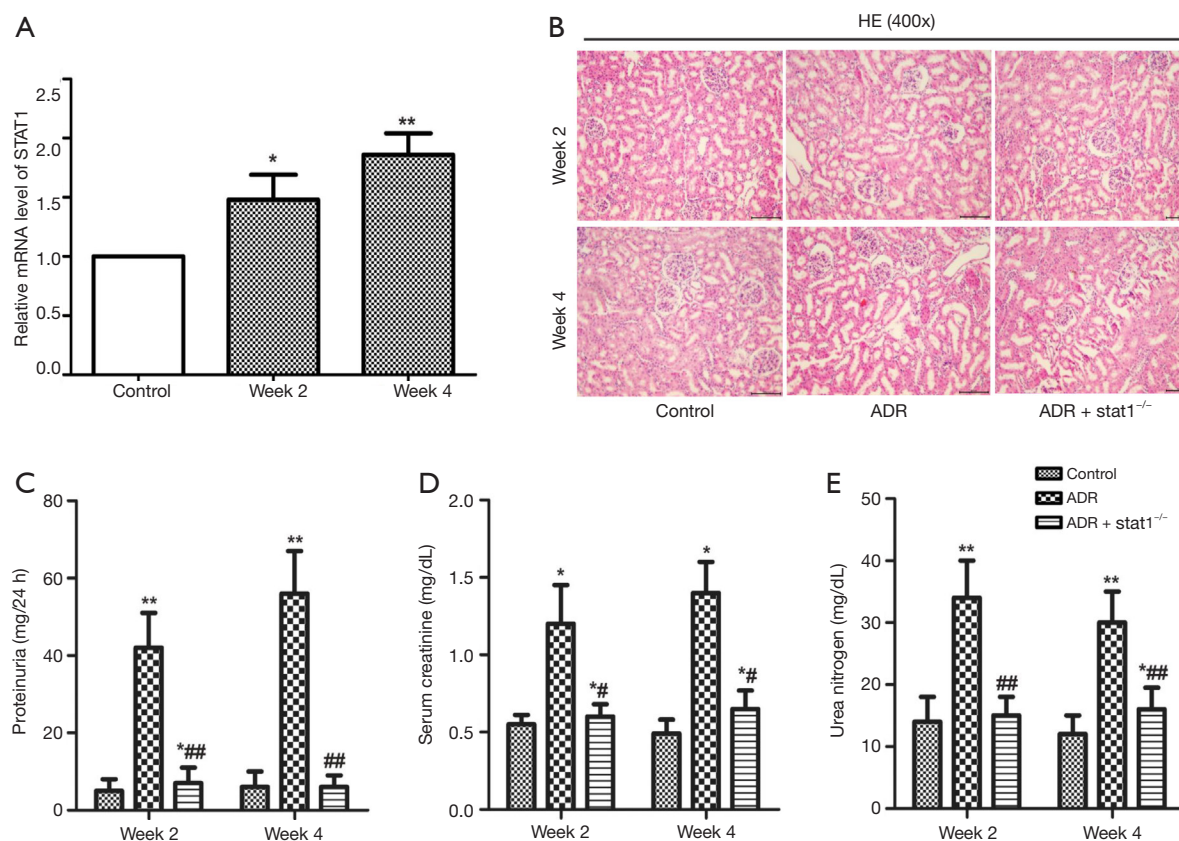 A
Relative mRNA level of STAT1
2.5
2.0
1.5
1.0
0.5
0.0
*
**
Control
Week 2
Week 4
B
HE (400x)
Week 2
Week 4
Control
ADR
ADR + stat1⁻/⁻
C
Proteinuria (mg/24 h)
80
60
40
20
0
**
*##
**
##
Week 2
Week 4
D
Serum creatinine (mg/dL)
2.0
1.5
1.0
0.5
0.0
*
*#
*
*#
Week 2
Week 4
E
Urea nitrogen (mg/dL)
50
40
30
20
10
0
**
##
**
*##
Week 2
Week 4
Control
ADR
ADR + stat1⁻/⁻